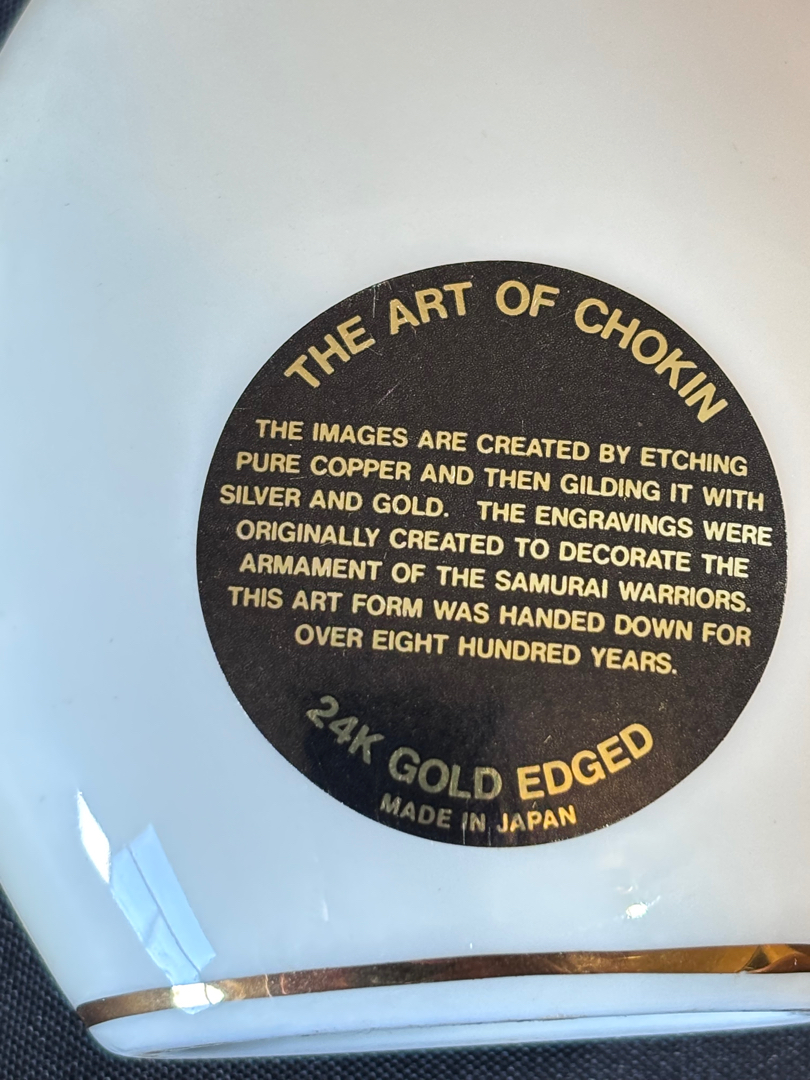 THE ART OF CHOKIN
THE IMAGES ARE CREATED BY ETCHING
PURE COPPER AND THEN GILDING IT WITH
SILVER AND GOLD. THE ENGRAVINGS WERE
ORIGINALLY CREATED TO DECORATE THE
ARMAMENT OF THE SAMURAI WARRIORS.
THIS ART FORM WAS HANDED DOWN FOR
OVER EIGHT HUNDRED YEARS.
24K GOLD EDGED
MADE IN JAPAN